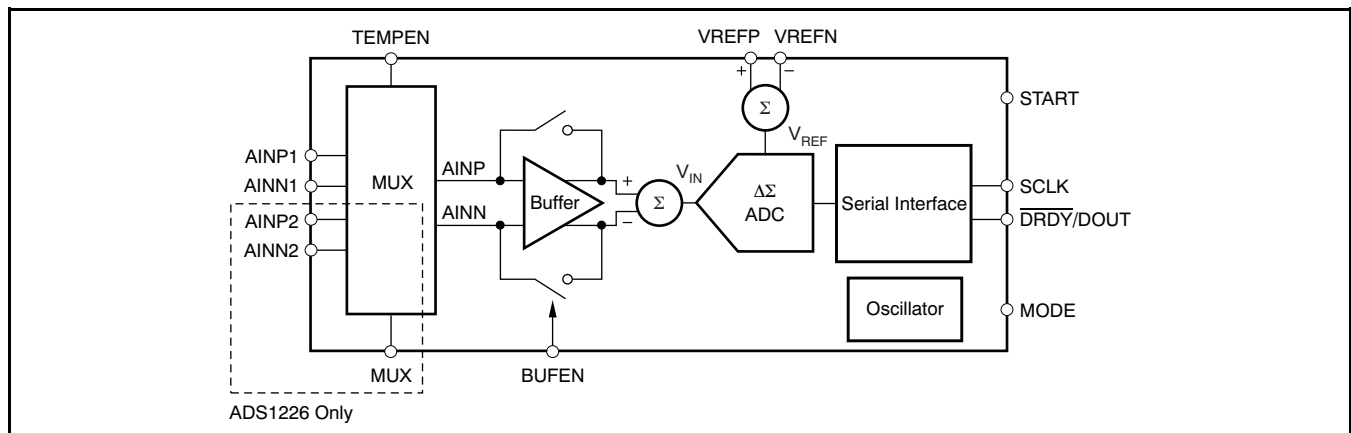 TEMPEN
VREFP VREFN
+ −
Σ
VREF
START
AINP1
AINN1
AINP2
AINN2
MUX
AINP
AINN
Buffer
+
−
Σ
VIN
ΔΣ
ADC
Serial Interface
SCLK
DRDY/DOUT
Oscillator
MODE
MUX
BUFEN
ADS1226 Only